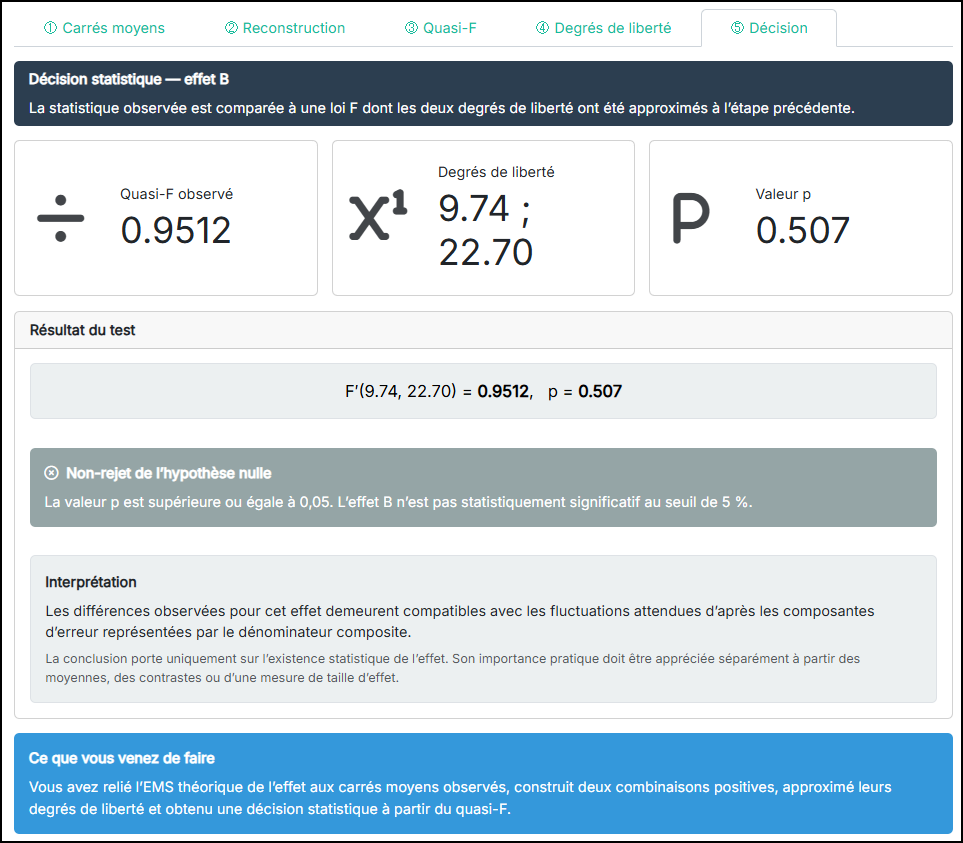 ① Carrés moyens ② Reconstruction ③ Quasi-F ④ Degrés de liberté ⑤ Décision
Décision statistique — effet B
La statistique observée est comparée à une loi F dont les deux degrés de liberté ont été approximés à l’étape précédente.
Quasi-F observé
0.9512
Degrés de liberté
9.74 ;
22.70
Valeur p
0.507
Résultat du test
F′(9.74, 22.70) = 0.9512, p = 0.507
Non-rejet de l’hypothèse nulle
La valeur p est supérieure ou égale à 0,05. L’effet B n’est pas statistiquement significatif au seuil de 5 %.
Interprétation
Les différences observées pour cet effet demeurent compatibles avec les fluctuations attendues d’après les composantes
d’erreur représentées par le dénominateur composite.
La conclusion porte uniquement sur l’existence statistique de l’effet. Son importance pratique doit être appréciée séparément à partir des
moyennes, des contrastes ou d’une mesure de taille d’effet.
Ce que vous venez de faire
Vous avez relié l’EMS théorique de l’effet aux carrés moyens observés, construit deux combinaisons positives, approximé leurs
degrés de liberté et obtenu une décision statistique à partir du quasi-F.